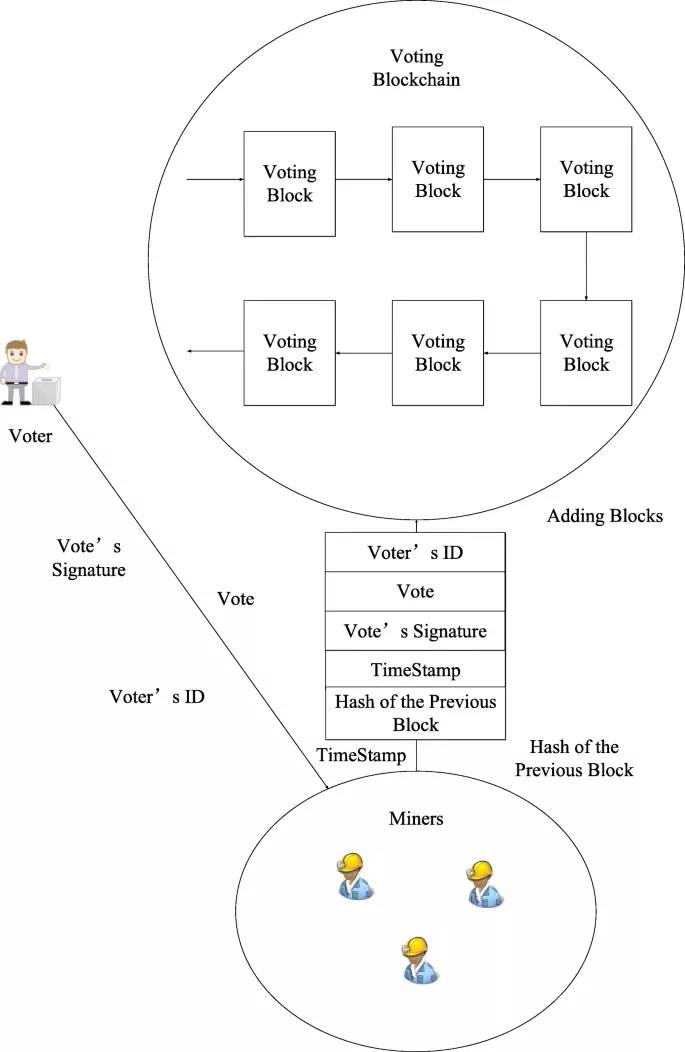 Voting
Blockchain
Voting
Block
Voting
Block
Voting
Block
Voting
Block
Voting
Block
Voting
Block
Voter
Adding Blocks
Vote’s
Signature
Vote
Voter’s ID
Voter’s ID
Vote
Vote’s Signature
TimeStamp
Hash of the Previous
Block
TimeStamp
Hash of the
Previous Block
Miners